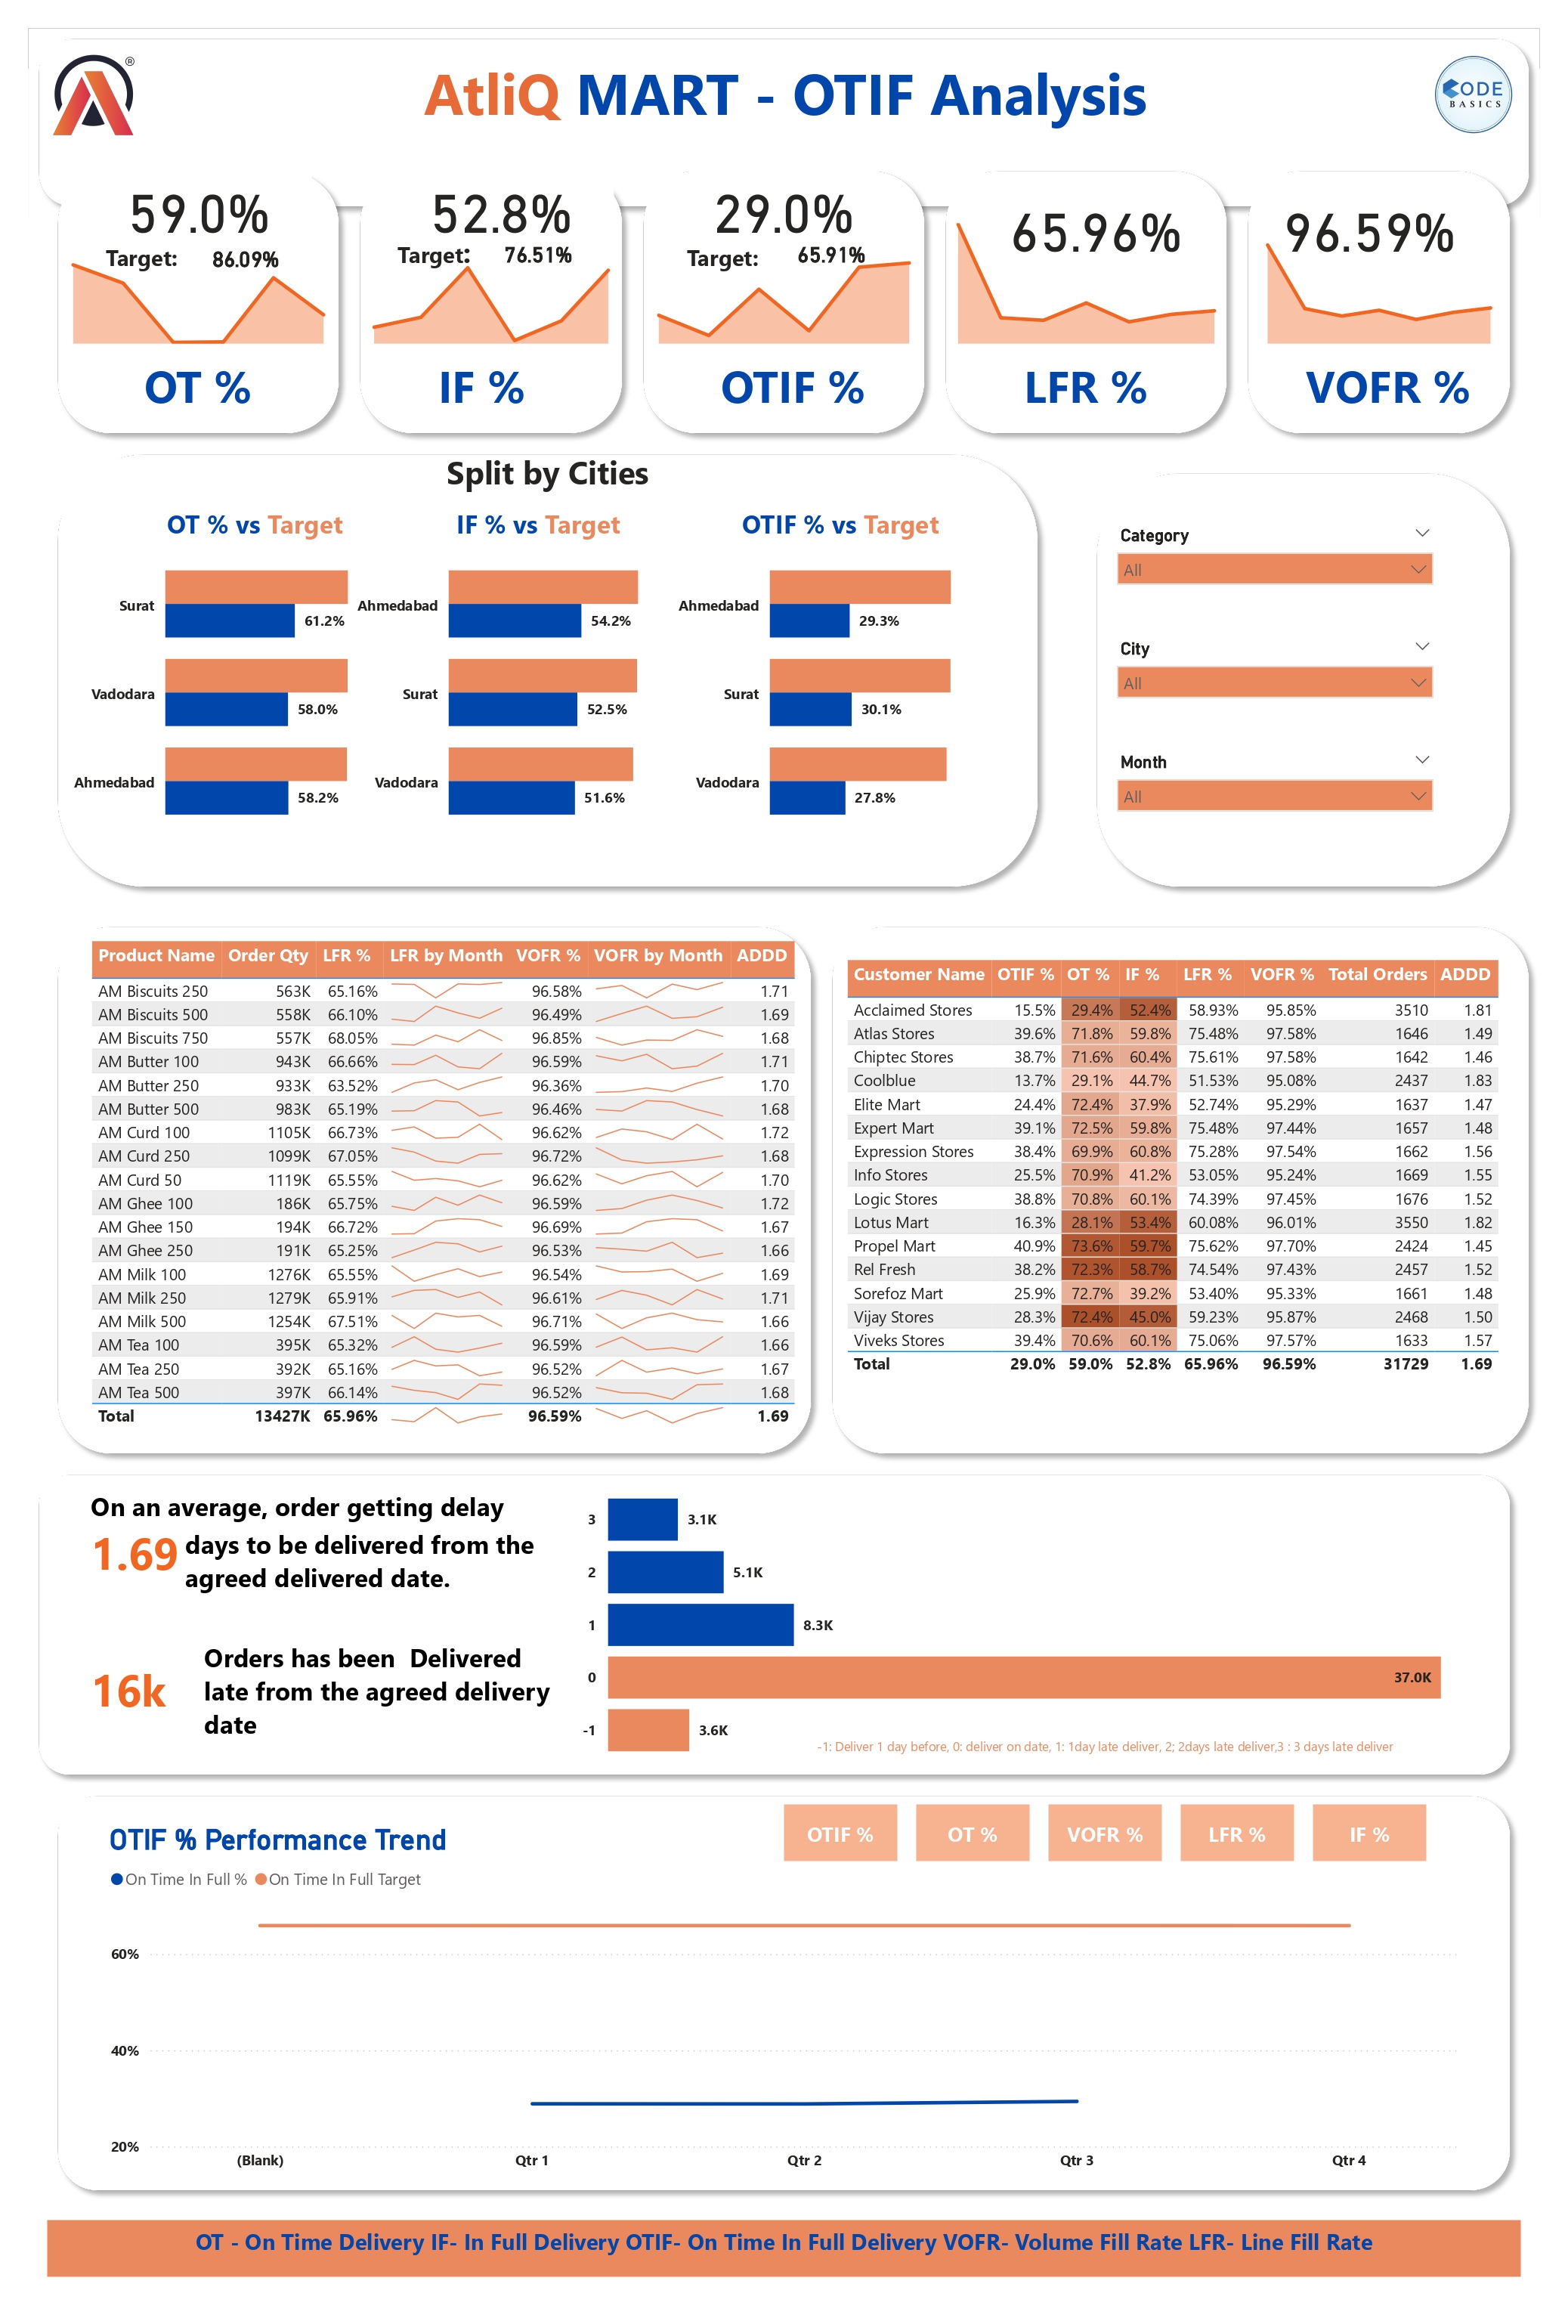 ®
AtliQ MART - OTIF Analysis
CODE
BASICS
59.0%
Target: 86.09%
OT %
52.8%
Target: 76.51%
IF %
29.0%
Target: 65.91%
OTIF %
65.96%
LFR %
96.59%
VOFR %
Split by Cities
OT % vs Target
Surat 61.2%
Vadodara 58.0%
Ahmedabad 58.2%
IF % vs Target
Ahmedabad 54.2%
Surat 52.5%
Vadodara 51.6%
OTIF % vs Target
Ahmedabad 29.3%
Surat 30.1%
Vadodara 27.8%
Category
All
City
All
Month
All
Product Name Order Qty LFR % LFR by Month VOFR % VOFR by Month ADDD
AM Biscuits 250 563K 65.16% 96.58% 1.71
AM Biscuits 500 558K 66.10% 96.49% 1.69
AM Biscuits 750 557K 68.05% 96.85% 1.68
AM Butter 100 943K 66.66% 96.59% 1.71
AM Butter 250 933K 63.52% 96.36% 1.70
AM Butter 500 983K 65.19% 96.46% 1.68
AM Curd 100 1105K 66.73% 96.62% 1.72
AM Curd 250 1099K 67.05% 96.72% 1.68
AM Curd 50 1119K 65.55% 96.62% 1.70
AM Ghee 100 186K 65.75% 96.59% 1.72
AM Ghee 150 194K 66.72% 96.69% 1.67
AM Ghee 250 191K 65.25% 96.53% 1.66
AM Milk 100 1276K 65.55% 96.54% 1.69
AM Milk 250 1279K 65.91% 96.61% 1.71
AM Milk 500 1254K 67.51% 96.71% 1.66
AM Tea 100 395K 65.32% 96.59% 1.66
AM Tea 250 392K 65.16% 96.52% 1.67
AM Tea 500 397K 66.14% 96.52% 1.68
Total 13427K 65.96% 96.59% 1.69
Customer Name OTIF % OT % IF % LFR % VOFR % Total Orders ADDD
Acclaimed Stores 15.5% 29.4% 52.4% 58.93% 95.85% 3510 1.81
Atlas Stores 39.6% 71.8% 59.8% 75.48% 97.58% 1646 1.49
Chiptec Stores 38.7% 71.6% 60.4% 75.61% 97.58% 1642 1.46
Coolblue 13.7% 29.1% 44.7% 51.53% 95.08% 2437 1.83
Elite Mart 24.4% 72.4% 37.9% 52.74% 95.29% 1637 1.47
Expert Mart 39.1% 72.5% 59.8% 75.48% 97.44% 1657 1.48
Expression Stores 38.4% 69.9% 60.8% 75.28% 97.54% 1662 1.56
Info Stores 25.5% 70.9% 41.2% 53.05% 95.24% 1669 1.55
Logic Stores 38.8% 70.8% 60.1% 74.39% 97.45% 1676 1.52
Lotus Mart 16.3% 28.1% 53.4% 60.08% 96.01% 3550 1.82
Propel Mart 40.9% 73.6% 59.7% 75.62% 97.70% 2424 1.45
Rel Fresh 38.2% 72.3% 58.7% 74.54% 97.43% 2457 1.52
Sorefoz Mart 25.9% 72.7% 39.2% 53.40% 95.33% 1661 1.48
Vijay Stores 28.3% 72.4% 45.0% 59.23% 95.87% 2468 1.50
Viveks Stores 39.4% 70.6% 60.1% 75.06% 97.57% 1633 1.57
Total 29.0% 59.0% 52.8% 65.96% 96.59% 31729 1.69
On an average, order getting delay
1.69 days to be delivered from the
agreed delivered date.
16k Orders has been Delivered
late from the agreed delivery
date
3 3.1K
2 5.1K
1 8.3K
0 37.0K
-1 3.6K
-1: Deliver 1 day before, 0: deliver on date, 1: 1day late deliver, 2; 2days late deliver,3 : 3 days late deliver
OTIF % Performance Trend
OTIF % OT % VOFR % LFR % IF %
On Time In Full % On Time In Full Target
60%
40%
20%
(Blank) Qtr 1 Qtr 2 Qtr 3 Qtr 4
OT - On Time Delivery IF- In Full Delivery OTIF- On Time In Full Delivery VOFR- Volume Fill Rate LFR- Line Fill Rate